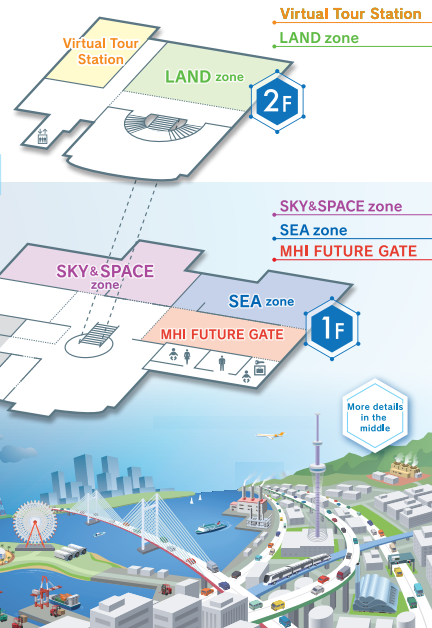 Virtual Tour Station
LAND zone
Virtual Tour
Station
LAND zone
2F
SKY&SPACE zone
SEA zone
MHI FUTURE GATE
SKY&SPACE
zone
SEA zone
MHI FUTURE GATE
1F
More details
in the
middle